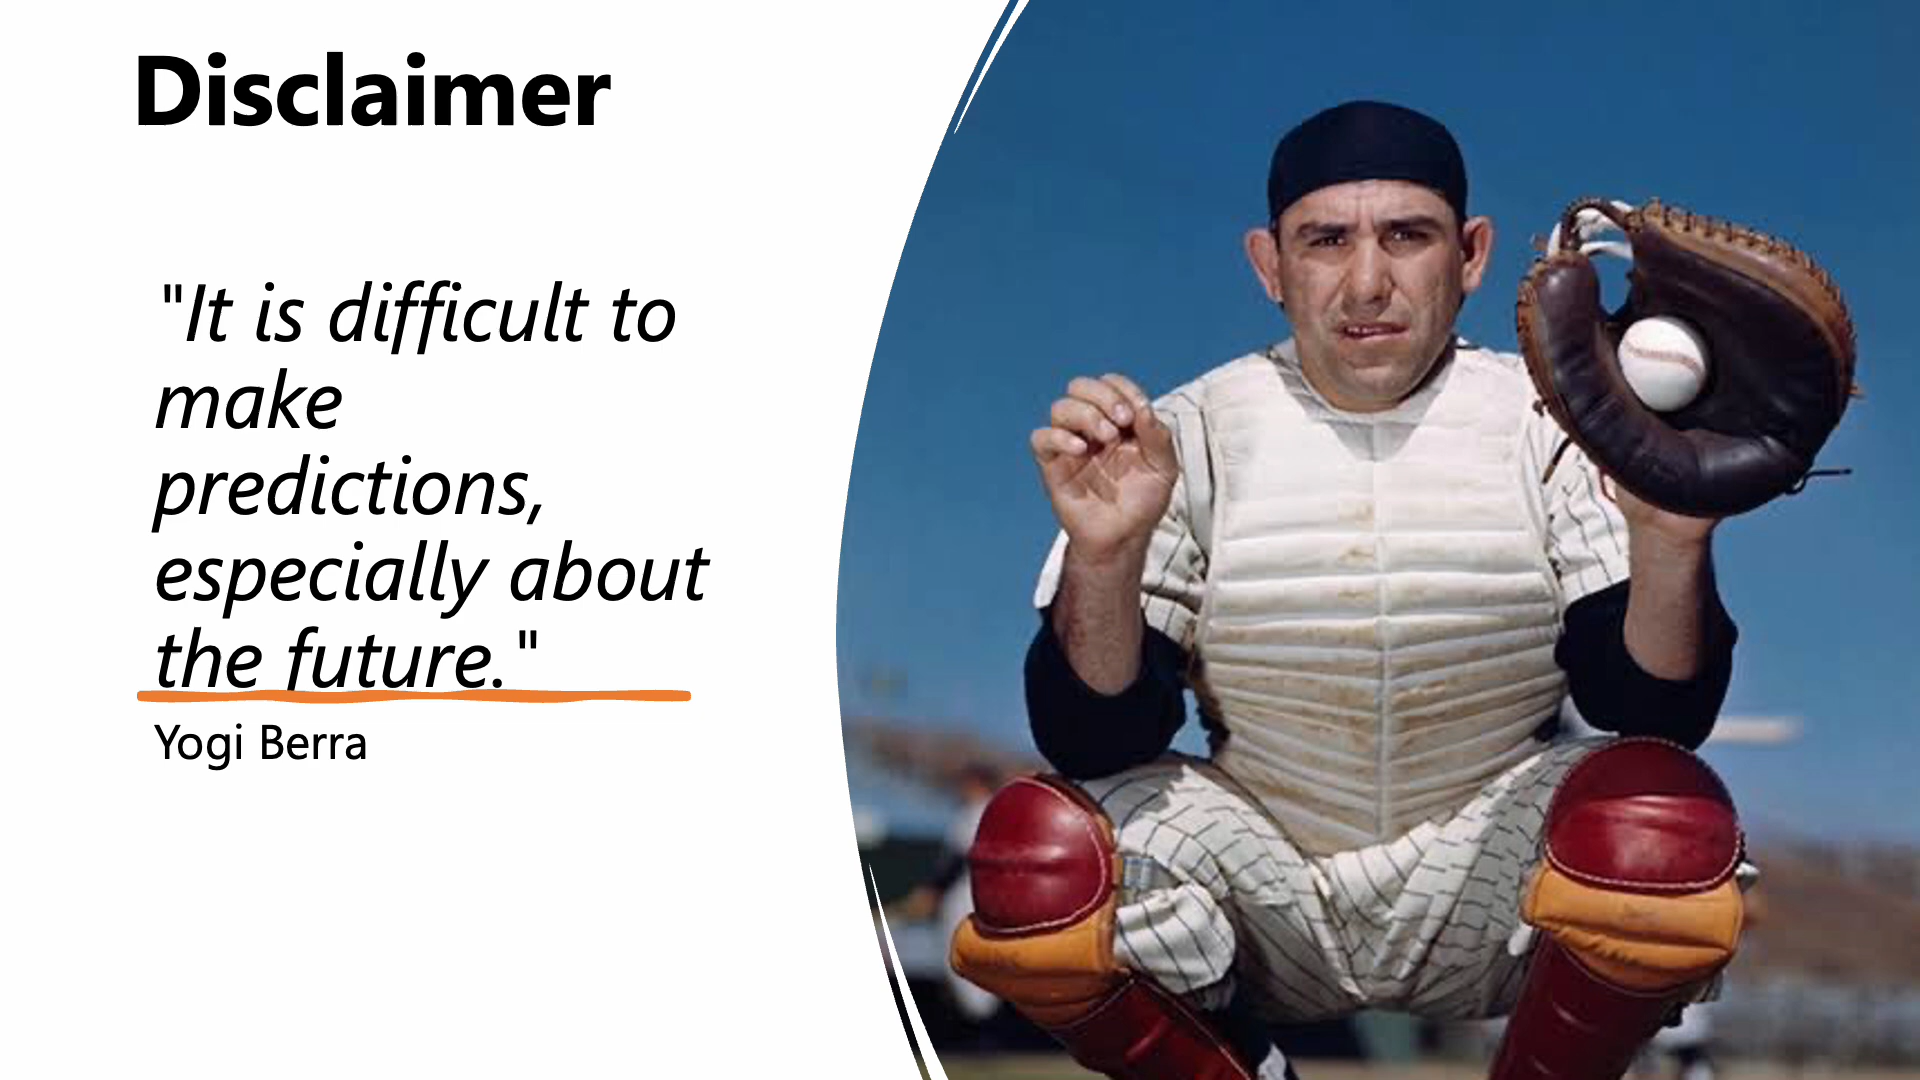 Disclaimer
"It is difficult to
make
predictions,
especially about
the future."
Yogi Berra